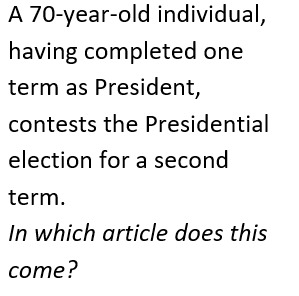 A 70-year-old individual,
having completed one
term as President,
contests the Presidential
election for a second
term.
In which article does this
come?